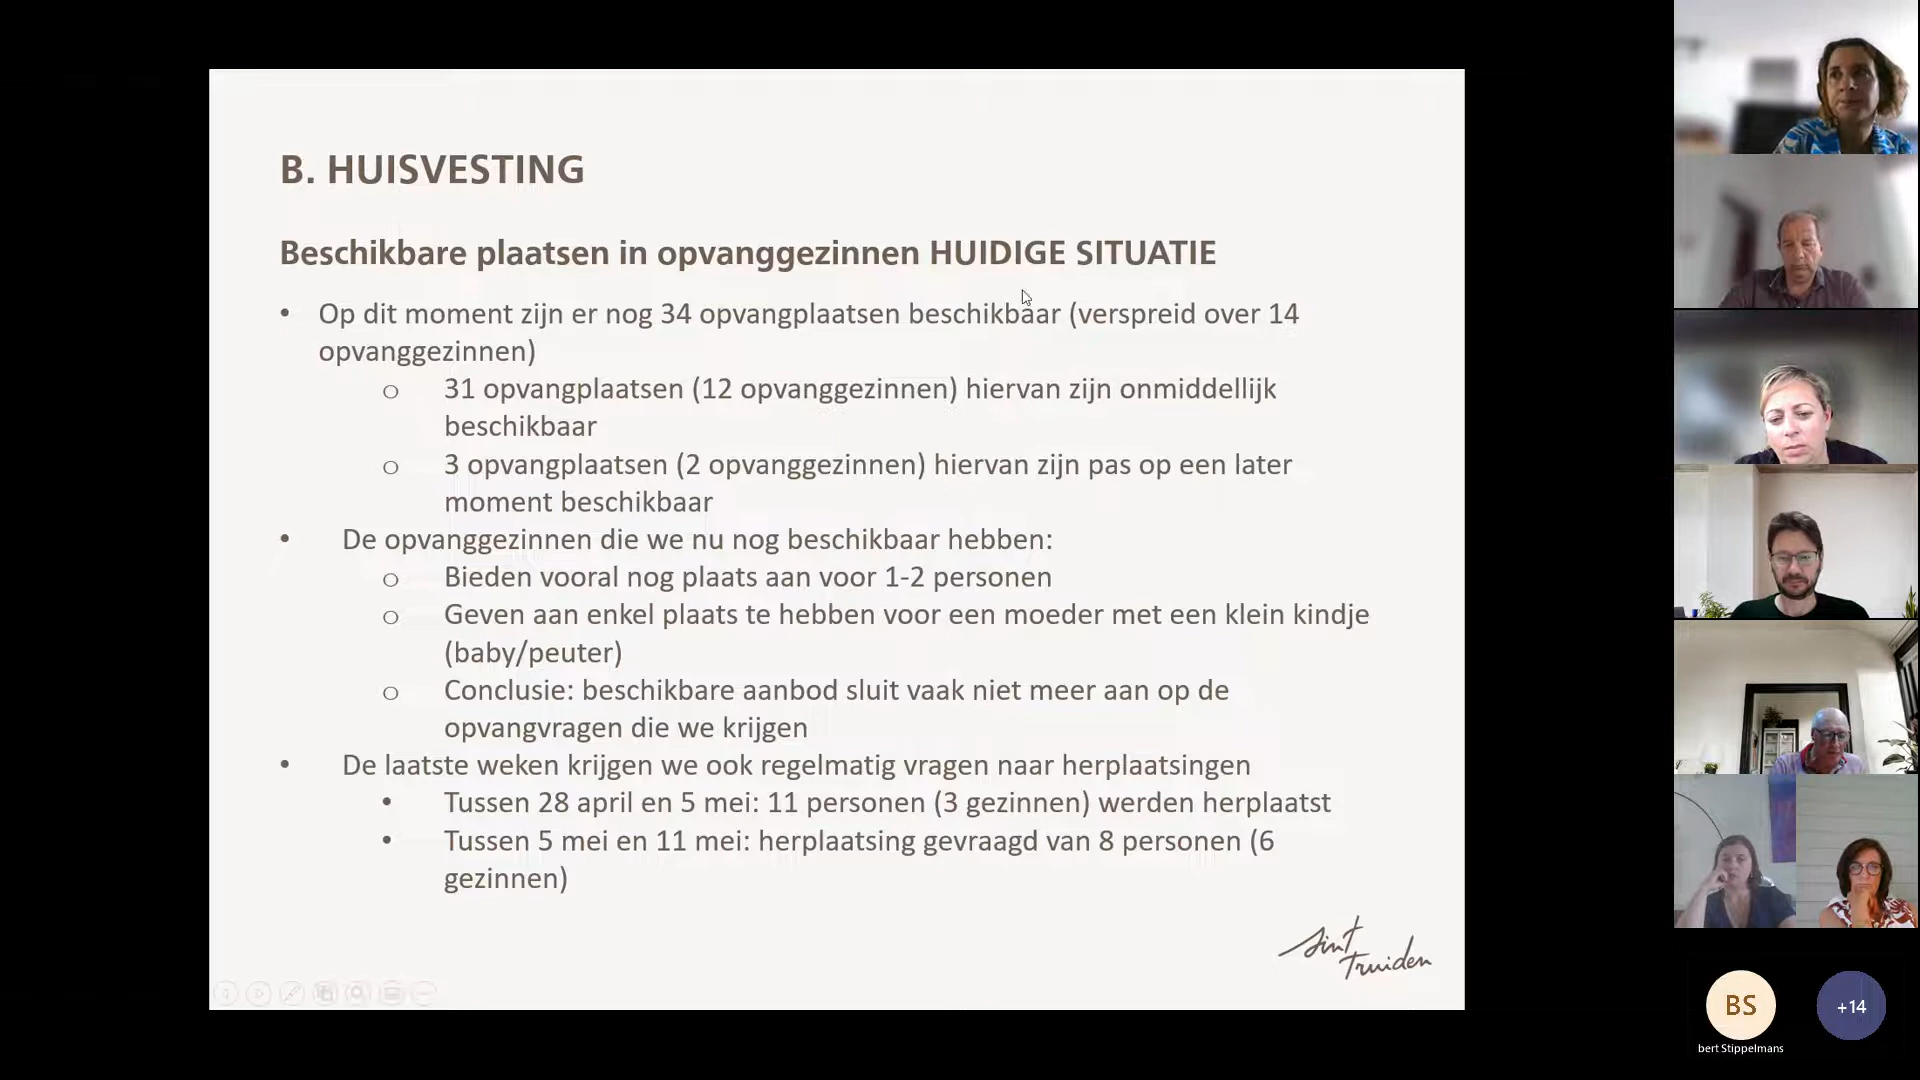 B. HUISVESTING
Beschikbare plaatsen in opvanggezinnen HUIDIGE SITUATIE
• Op dit moment zijn er nog 34 opvangplaatsen beschikbaar (verspreid over 14
opvanggezinnen)
o 31 opvangplaatsen (12 opvanggezinnen) hiervan zijn onmiddellijk
beschikbaar
o 3 opvangplaatsen (2 opvanggezinnen) hiervan zijn pas op een later
moment beschikbaar
• De opvanggezinnen die we nu nog beschikbaar hebben:
o Bieden vooral nog plaats aan voor 1-2 personen
o Geven aan enkel plaats te hebben voor een moeder met een klein kindje
(baby/peuter)
o Conclusie: beschikbare aanbod sluit vaak niet meer aan op de
opvangvragen die we krijgen
• De laatste weken krijgen we ook regelmatig vragen naar herplaatsingen
• Tussen 28 april en 5 mei: 11 personen (3 gezinnen) werden herplaatst
• Tussen 5 mei en 11 mei: herplaatsing gevraagd van 8 personen (6
gezinnen)
Sint
Truiden
BS
+14
bert Stippelmans